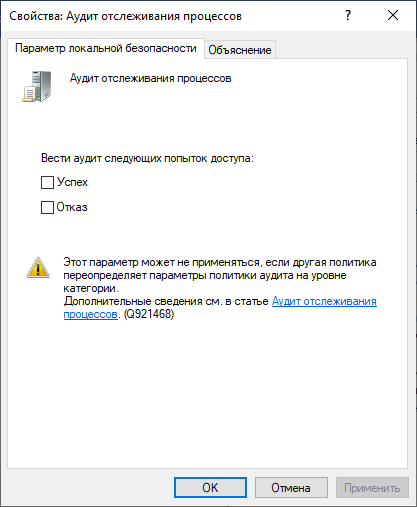 Свойства: Аудит отслеживания процессов
Параметр локальной безопасности
Объяснение
Аудит отслеживания процессов
Вести аудит следующих попыток доступа:
Успех
Отказ
Этот параметр может не применяться, если другая политика
переопределяет параметры политики аудита на уровне
категории.
Дополнительные сведения см. в статье Аудит отслеживания
процессов. (Q921468)
OK
Отмена
Применить